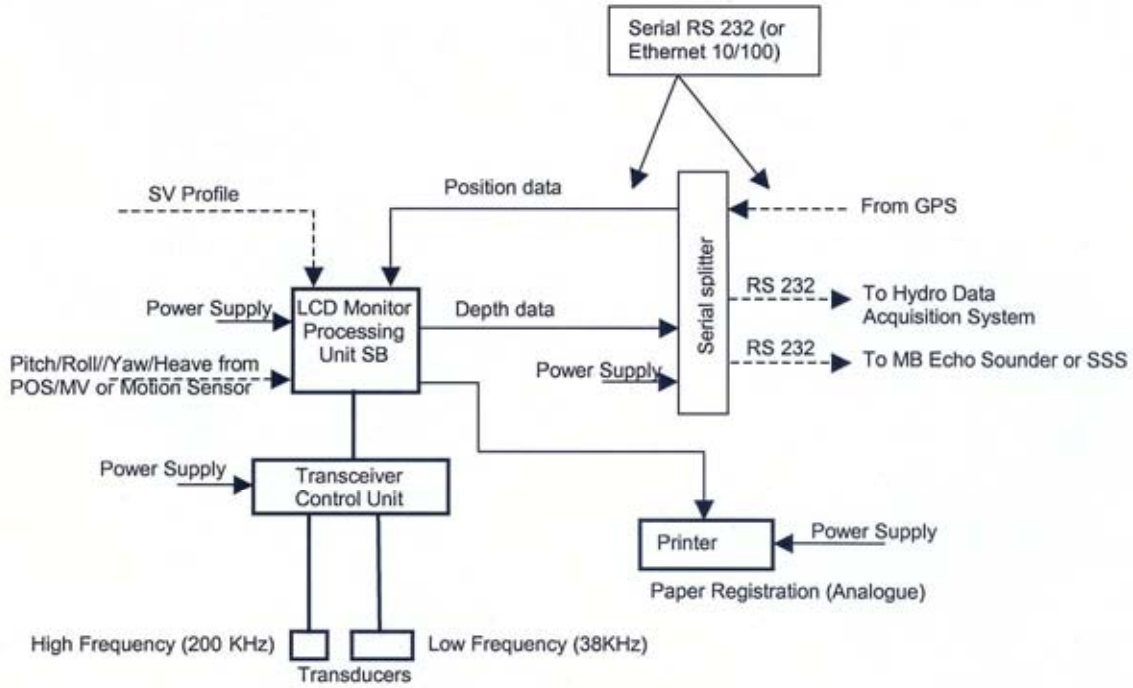 Serial RS 232 (or
Ethernet 10/100)
SV Profile
Position data
From GPS
Serial splitter
Power Supply
LCD Monitor
Processing
Unit SB
Depth data
RS 232
To Hydro Data
Acquisition System
Pitch/Roll//Yaw/Heave from
POS/MV or Motion Sensor
RS 232
To MB Echo Sounder or SSS
Power Supply
Power Supply
Transceiver
Control Unit
Printer
Power Supply
Paper Registration (Analogue)
High Frequency (200 KHz)
Low Frequency (38KHz)
Transducers